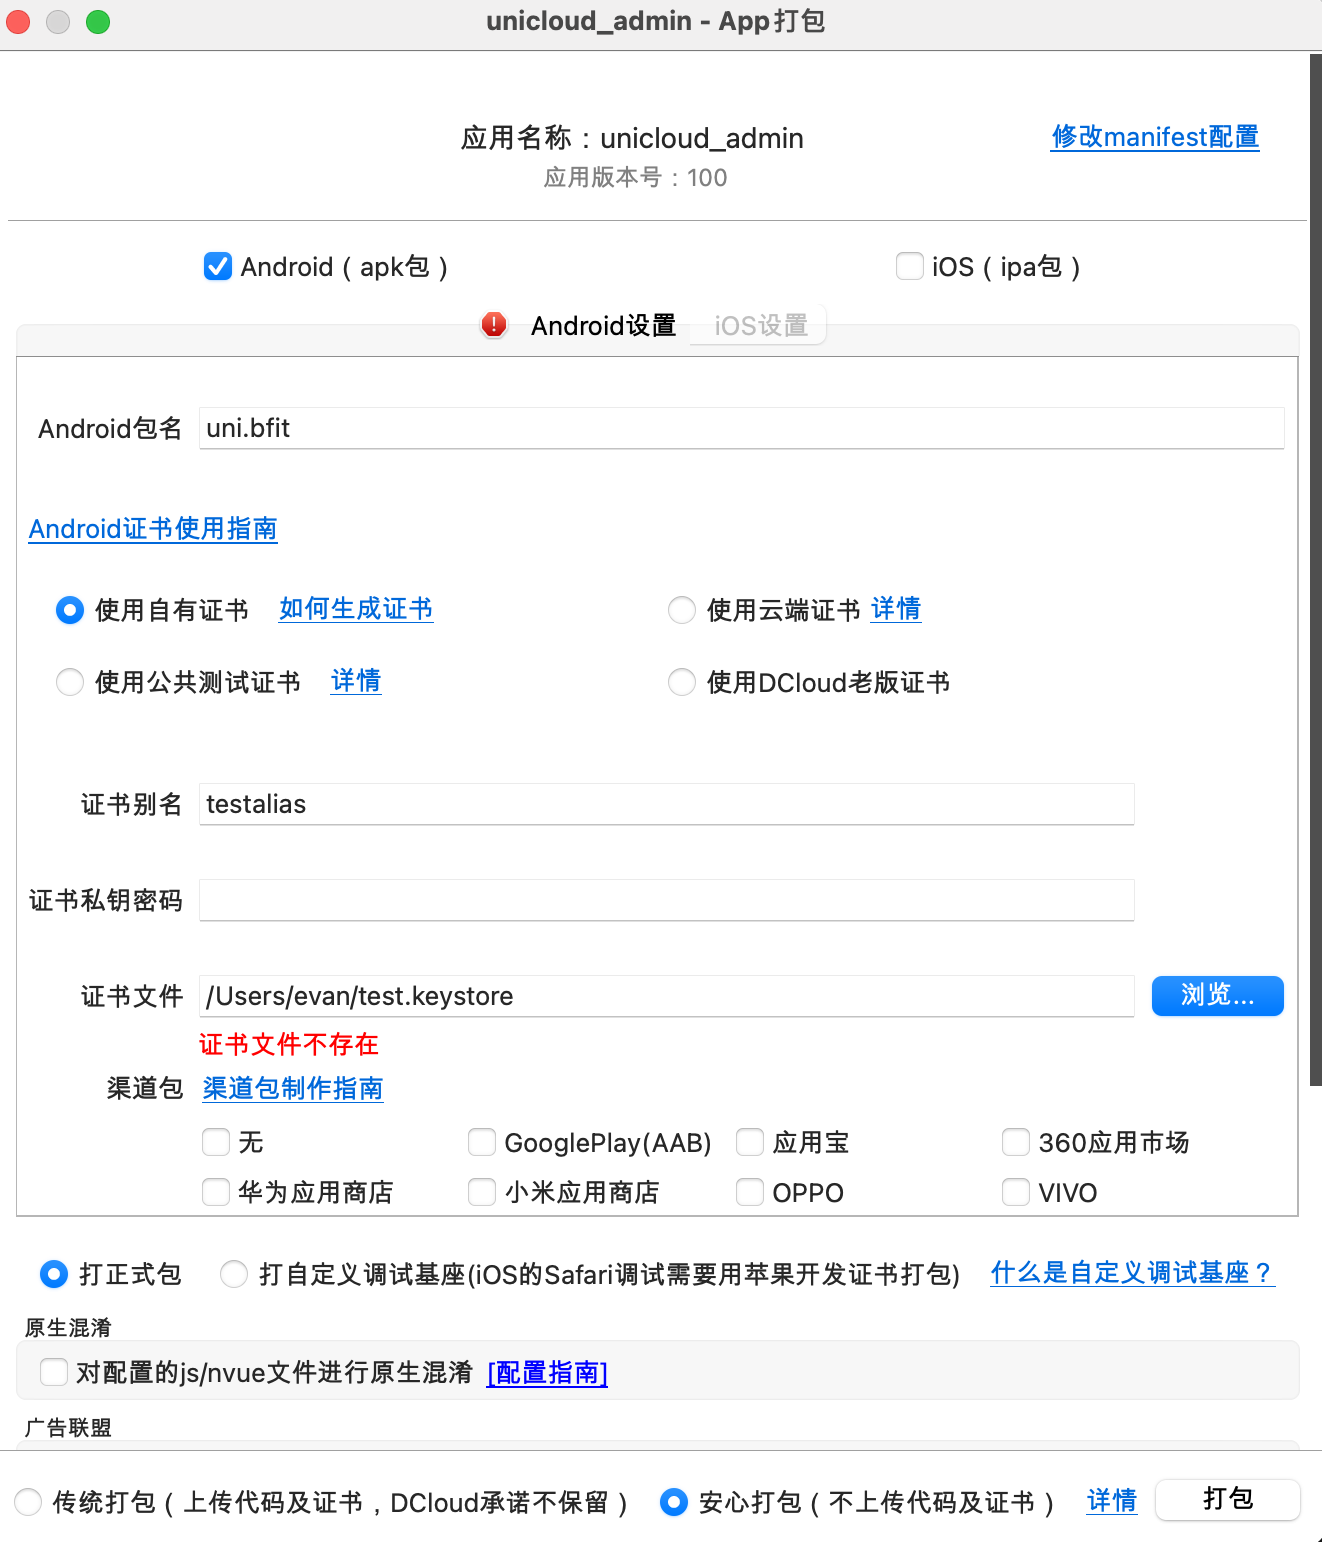 unicloud_admin - App打包
应用名称：unicloud_admin
修改manifest配置
应用版本号：100
Android（apk包）
iOS（ipa包）
Android设置
iOS设置
Android包名
uni.bfit
Android证书使用指南
使用自有证书 如何生成证书
使用云端证书 详情
使用公共测试证书 详情
使用DCloud老版证书
证书别名
testalias
证书私钥密码
证书文件
/Users/evan/test.keystore
浏览...
证书文件不存在
渠道包 渠道包制作指南
无
GooglePlay(AAB)
应用宝
360应用市场
华为应用商店
小米应用商店
OPPO
VIVO
打正式包
打自定义调试基座(iOS的Safari调试需要用苹果开发证书打包)
什么是自定义调试基座？
原生混淆
对配置的js/nvue文件进行原生混淆 [配置指南]
广告联盟
传统打包（上传代码及证书，DCloud承诺不保留）
安心打包（不上传代码及证书）
详情
打包